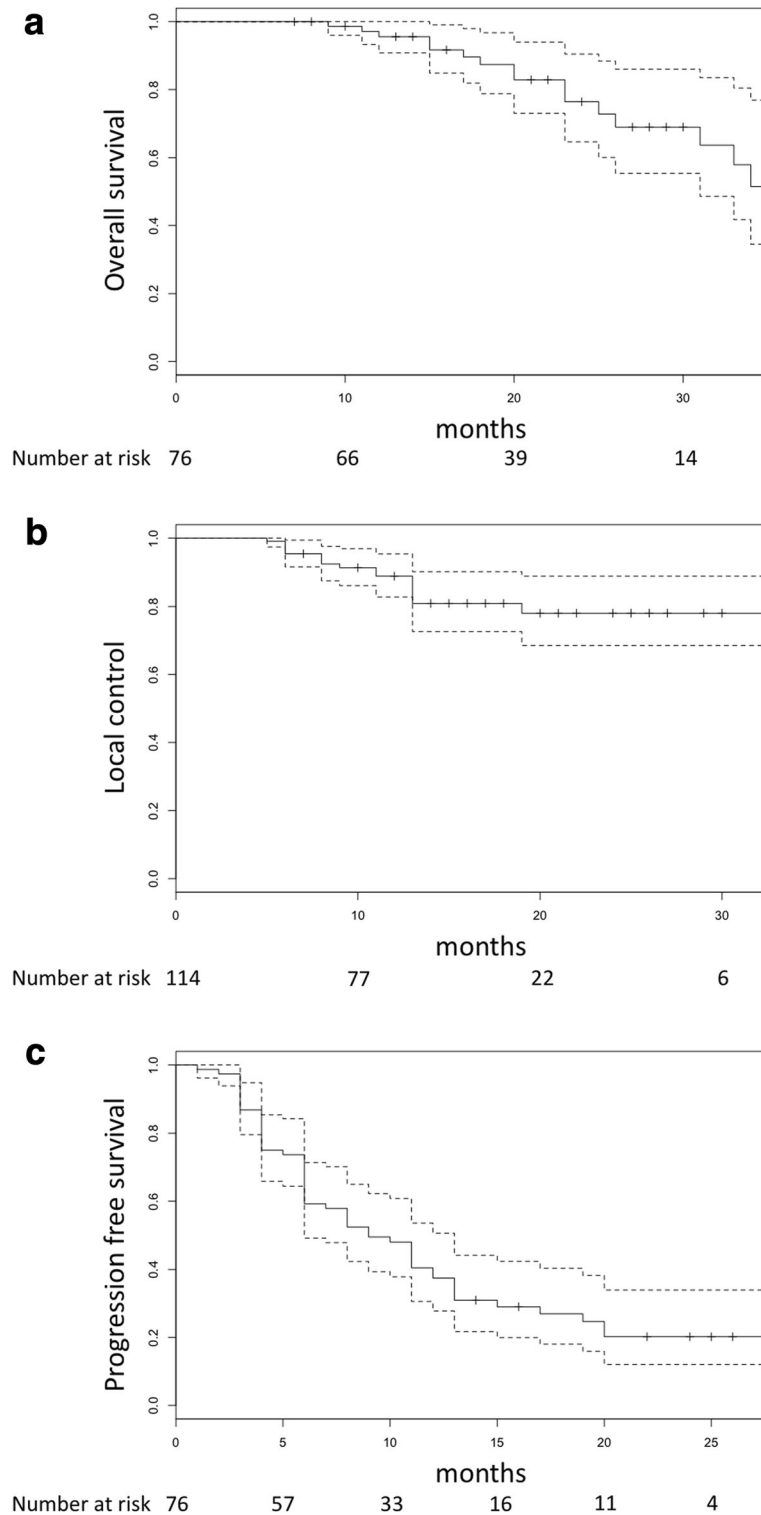 a
Overall survival
1.0
0.8
0.6
0.4
0.2
0.0
0 10 20 30
months
Number at risk 76 66 39 14
b
Local control
1.0
0.8
0.6
0.4
0.2
0.0
0 10 20 30
months
Number at risk 114 77 22 6
c
Progression free survival
1.0
0.8
0.6
0.4
0.2
0.0
0 5 10 15 20 25
months
Number at risk 76 57 33 16 11 4